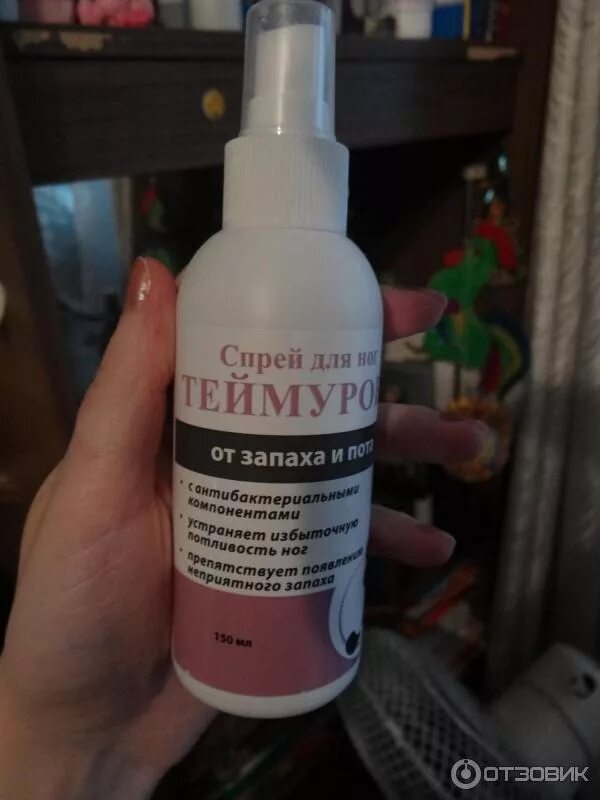 Спрей для ног
ТЕЙМУРО
от запаха и пота
• с антибактериальными
компонентами
• устраняет избыточную
потливость ног
• препятствует появлению
неприятного запаха
150 мл
ОТЗОВИК